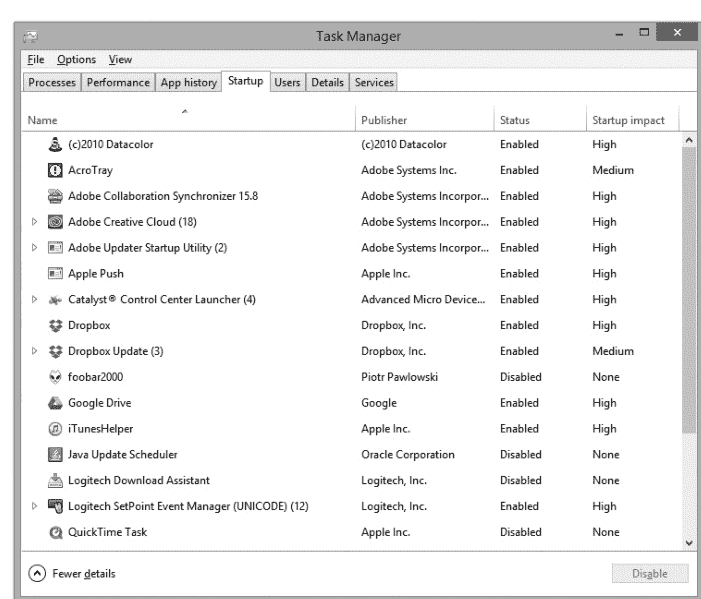 Task Manager
File Options View
Processes Performance App history Startup Users Details Services
Name Publisher Status Startup impact
(c)2010 Datacolor (c)2010 Datacolor Enabled High
AcroTray Adobe Systems Inc. Enabled Medium
Adobe Collaboration Synchronizer 15.8 Adobe Systems Incorpor... Enabled High
Adobe Creative Cloud (18) Adobe Systems Incorpor... Enabled High
Adobe Updater Startup Utility (2) Adobe Systems Incorpor... Enabled High
Apple Push Apple Inc. Enabled High
Catalyst® Control Center Launcher (4) Advanced Micro Device... Enabled High
Dropbox Dropbox, Inc. Enabled High
Dropbox Update (3) Dropbox, Inc. Enabled Medium
foobar2000 Piotr Pawlowski Disabled None
Google Drive Google Enabled High
iTunesHelper Apple Inc. Enabled High
Java Update Scheduler Oracle Corporation Disabled None
Logitech Download Assistant Logitech, Inc. Disabled None
Logitech SetPoint Event Manager (UNICODE) (12) Logitech, Inc. Enabled High
QuickTime Task Apple Inc. Disabled None
Fewer details Disable